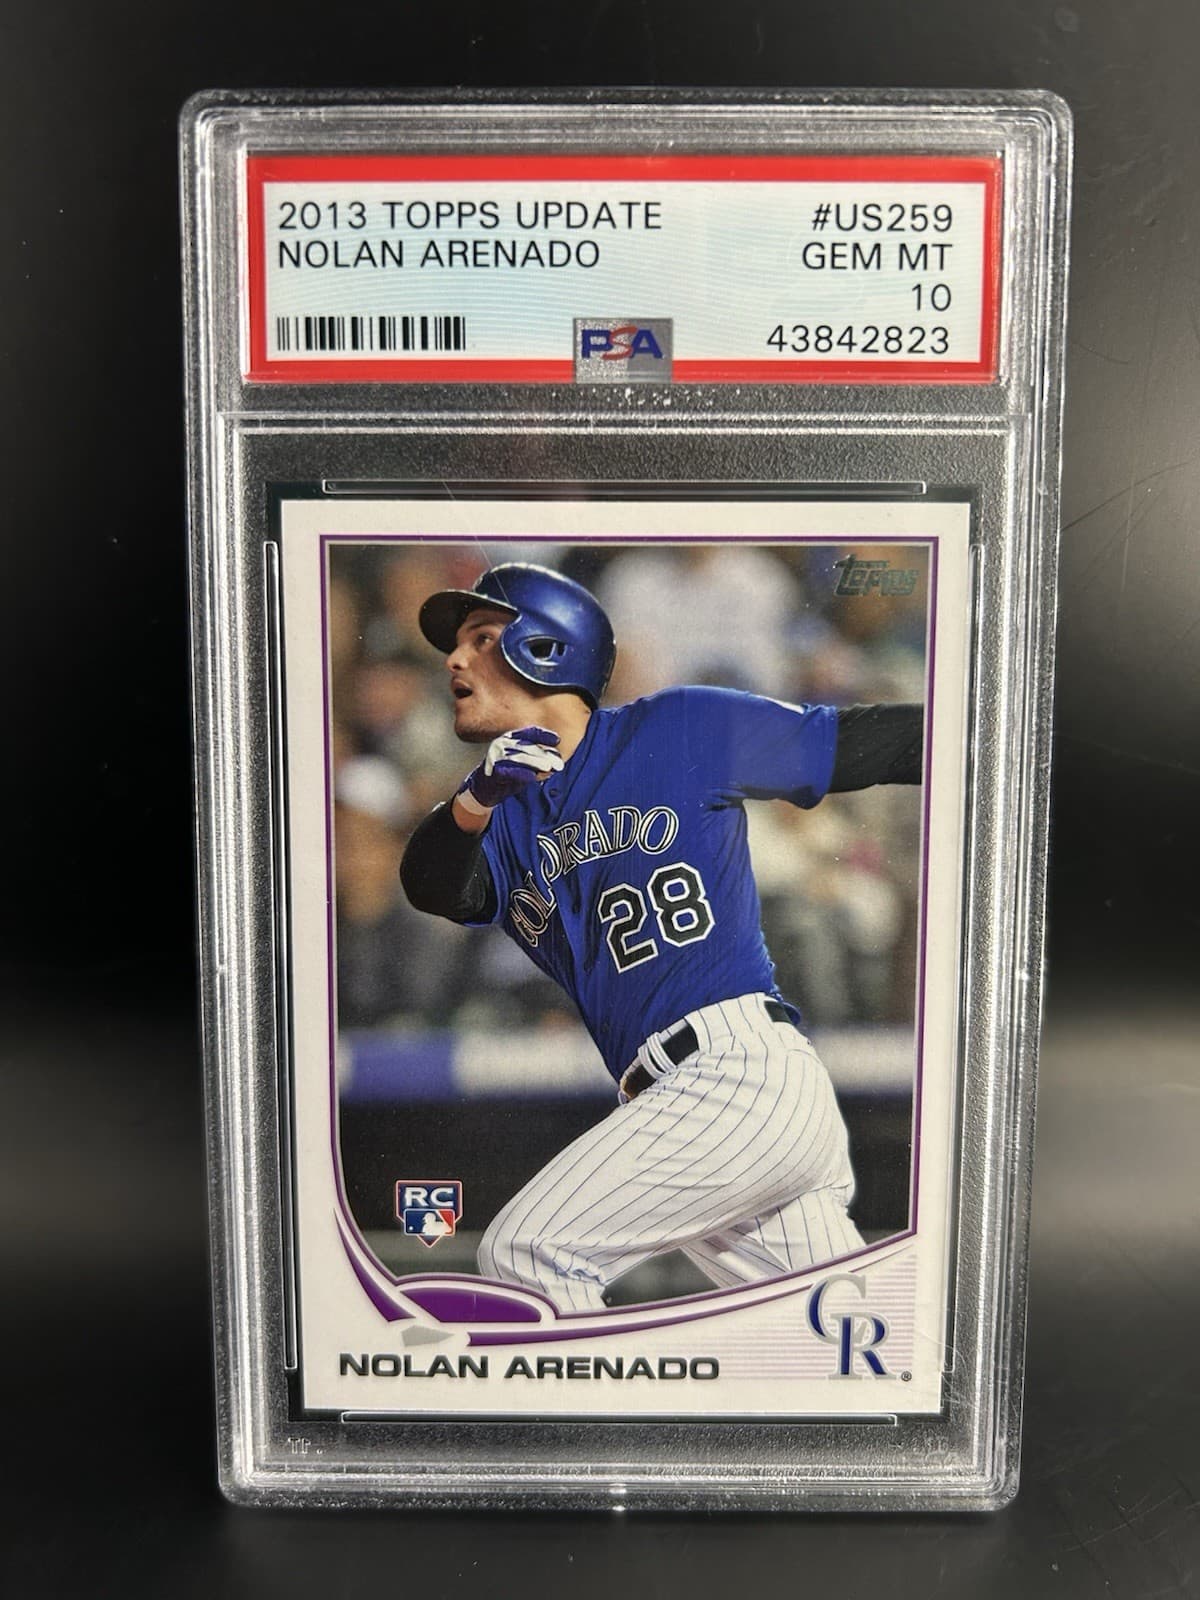 2013 TOPPS UPDATE #US259
NOLAN ARENADO GEM MT
10
PSA 43842823
Topps
COLORADO
28
RC
NOLAN ARENADO CR®